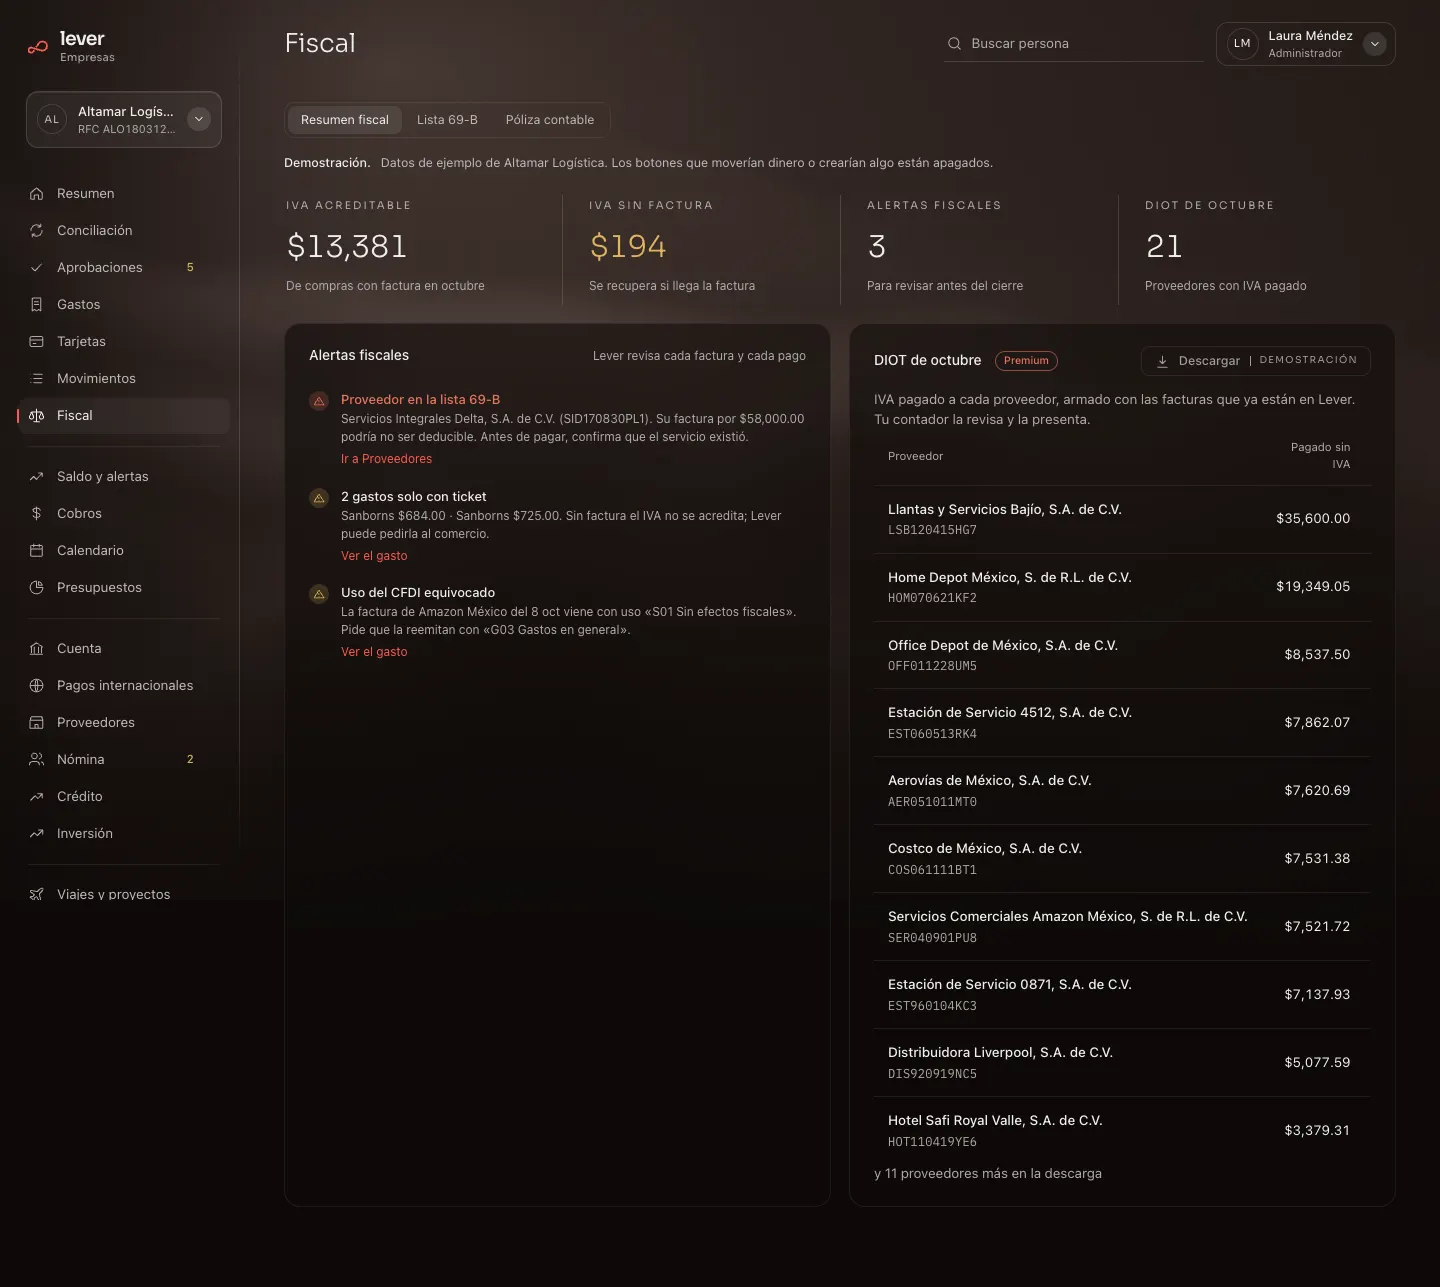 lever
Empresas
AL
Altamar Logís...
RFC ALO180312...
Resumen
Conciliación
Aprobaciones 5
Gastos
Tarjetas
Movimientos
Fiscal
Saldo y alertas
Cobros
Calendario
Presupuestos
Cuenta
Pagos internacionales
Proveedores
Nómina 2
Crédito
Inversión
Viajes y proyectos
Fiscal
Buscar persona
LM
Laura Méndez
Administrador
Resumen fiscal
Lista 69-B
Póliza contable
Demostración. Datos de ejemplo de Altamar Logística. Los botones que moverían dinero o crearían algo están apagados.
IVA ACREDITABLE
$13,381
De compras con factura en octubre
IVA SIN FACTURA
$194
Se recupera si llega la factura
ALERTAS FISCALES
3
Para revisar antes del cierre
DIOT DE OCTUBRE
21
Proveedores con IVA pagado
Alertas fiscales
Lever revisa cada factura y cada pago
Proveedor en la lista 69-B
Servicios Integrales Delta, S.A. de C.V. (SID170830PL1). Su factura por $58,000.00
podría no ser deducible. Antes de pagar, confirma que el servicio existió.
Ir a Proveedores
2 gastos solo con ticket
Sanborns $684.00 · Sanborns $725.00. Sin factura el IVA no se acredita; Lever
puede pedirla al comercio.
Ver el gasto
Uso del CFDI equivocado
La factura de Amazon México del 8 oct viene con uso «S01 Sin efectos fiscales».
Pide que la reemitan con «G03 Gastos en general».
Ver el gasto
DIOT de octubre
Premium
Descargar | DEMOSTRACIÓN
IVA pagado a cada proveedor, armado con las facturas que ya están en Lever.
Tu contador la revisa y la presenta.
Proveedor
Pagado sin
IVA
Llantas y Servicios Bajío, S.A. de C.V.
LSB120415HG7
$35,600.00
Home Depot México, S. de R.L. de C.V.
HOM070621KF2
$19,349.05
Office Depot de México, S.A. de C.V.
OFF011228UM5
$8,537.50
Estación de Servicio 4512, S.A. de C.V.
EST060513RK4
$7,862.07
Aerovías de México, S.A. de C.V.
AER051011MT0
$7,620.69
Costco de México, S.A. de C.V.
COS061111BT1
$7,531.38
Servicios Comerciales Amazon México, S. de R.L. de C.V.
SER040901PU8
$7,521.72
Estación de Servicio 0871, S.A. de C.V.
EST960104KC3
$7,137.93
Distribuidora Liverpool, S.A. de C.V.
DIS920919NC5
$5,077.59
Hotel Safi Royal Valle, S.A. de C.V.
HOT110419YE6
$3,379.31
y 11 proveedores más en la descarga